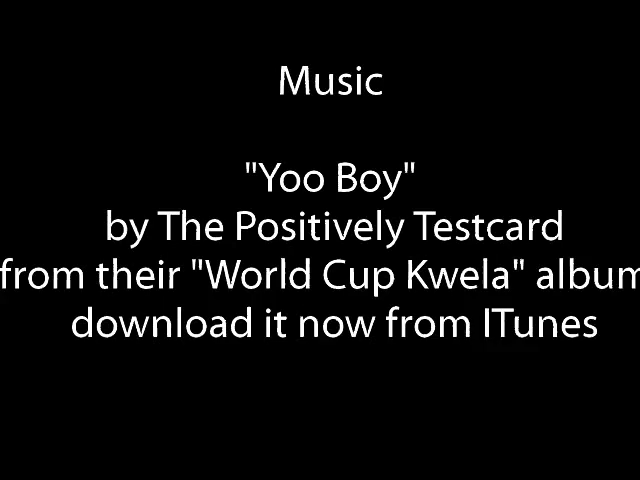 Music
"Yoo Boy"
by The Positively Testcard
from their "World Cup Kwela" album
download it now from ITunes